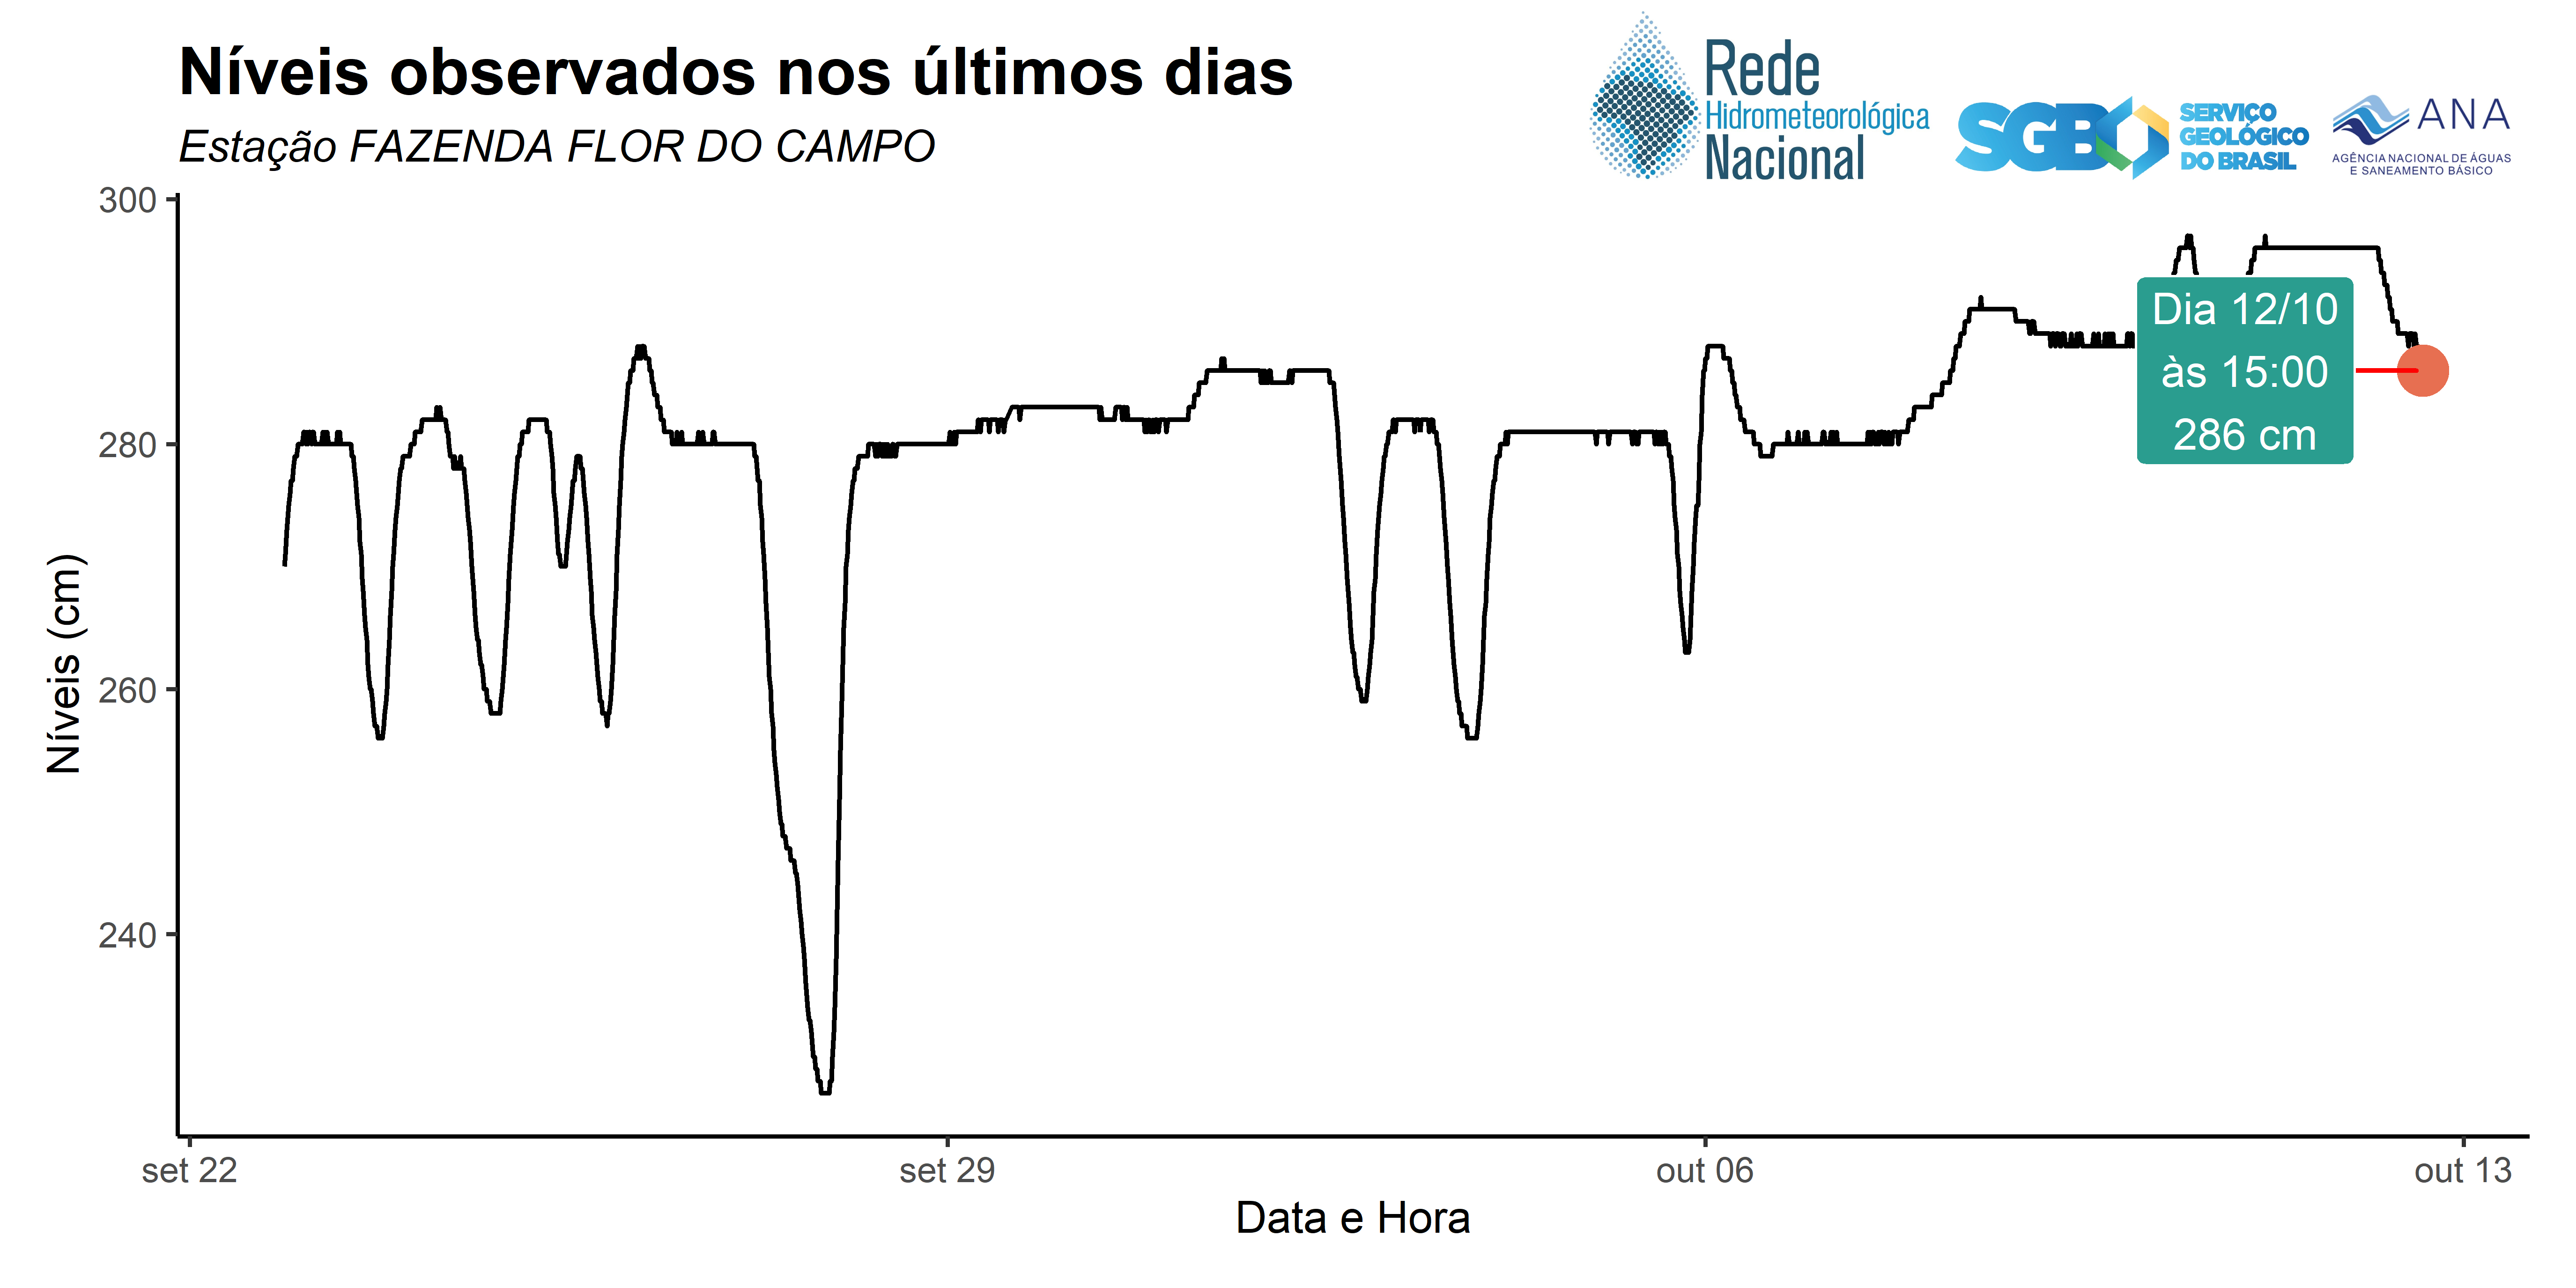 Níveis observados nos últimos dias
Estação FAZENDA FLOR DO CAMPO
Rede
Hidrometeorológica
Nacional
SGB
SERVIÇO
GEOLÓGICO
DO BRASIL
ANA
AGÊNCIA NACIONAL DE ÁGUAS
E SANEAMENTO BÁSICO
300
280
260
240
Níveis (cm)
Dia 12/10
às 15:00
286 cm
set 22
set 29
out 06
out 13
Data e Hora